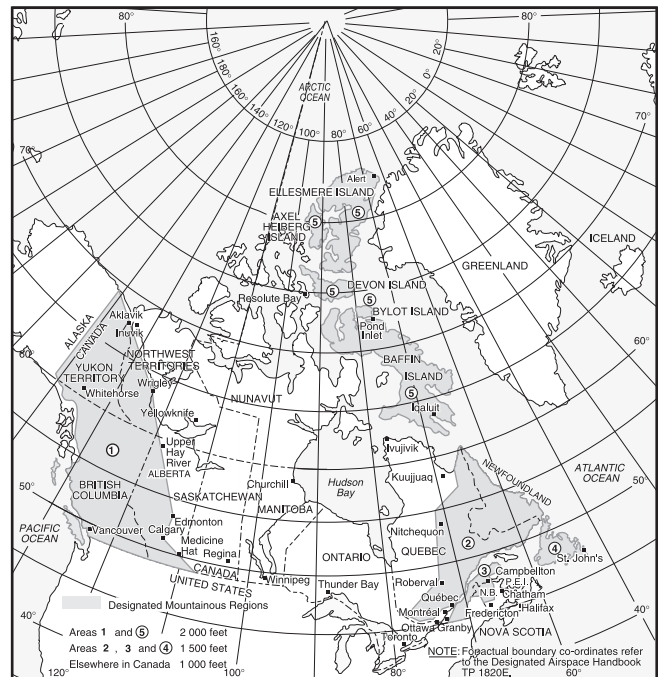 80°
80°
160°
160°
180°
160°
160°
140°
140°
120°
120°
100°
80°
60°
40°
20°
0°
20°
70°
70°
ARCTIC
OCEAN
Alert
ELLESMERE ISLAND
5
5
AXEL
HEIBERG
ISLAND
ICELAND
GREENLAND
5
DEVON ISLAND
Resolute Bay
5
BYLOT ISLAND
Pond
Inlet
Aklavik
Inuvik
ALASKA
CANADA
60°
60°
BAFFIN
ISLAND
5
Iqaluit
NORTHWEST
TERRITORIES
YUKON
TERRITORY
Wrigley
Whitehorse
NUNAVUT
Yellowknife
Ivujivik
1
Upper
Hay
River
ALBERTA
Kuujjuaq
NEWFOUNDLAND
ATLANTIC
OCEAN
50°
50°
BRITISH
COLUMBIA
SASKATCHEWAN
Churchill
MANITOBA
Hudson
Bay
PACIFIC
OCEAN
Vancouver
Edmonton
Calgary
Medicine
Hat
Regina
Nitchequon
QUEBEC
2
4
St. John's
ONTARIO
3
Campbellton
P.E.I.
N.B.
Chatham
CANADA
UNITED STATES
Winnipeg
Thunder Bay
Roberval
Québec
Montréal
Fredericton
Halifax
Ottawa
Granby
NOVA SCOTIA
Toronto
40°
40°
Designated Mountainous Regions
Areas 1 and 5 2 000 feet
Areas 2 , 3 and 4 1 500 feet
Elsewhere in Canada 1 000 feet
NOTE: For actual boundary co-ordinates refer
to the Designated Airspace Handbook
TP 1820E.
120°
100°
80°
60°